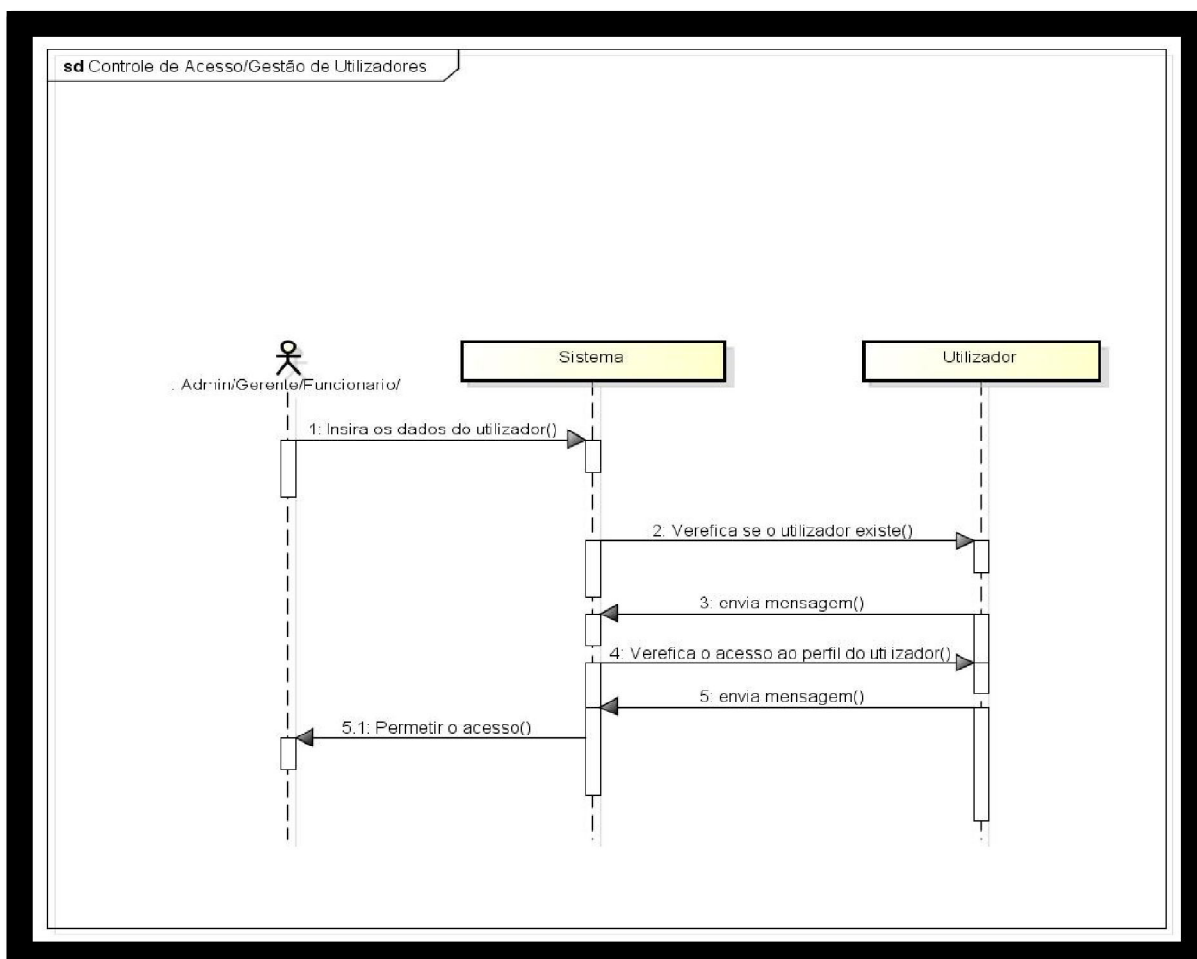 sd Controle de Acesso/Gestão de Utilizadores
Sistema
Utilizador
: Admin/Gerente/Funcionario/
1: Insira os dados do utilizador()
2: Verefica se o utilizador existe()
3: envia mensagem()
4: Verefica o acesso ao perfil do utilizador()
5: envia mensagem()
5.1: Permetir o acesso()